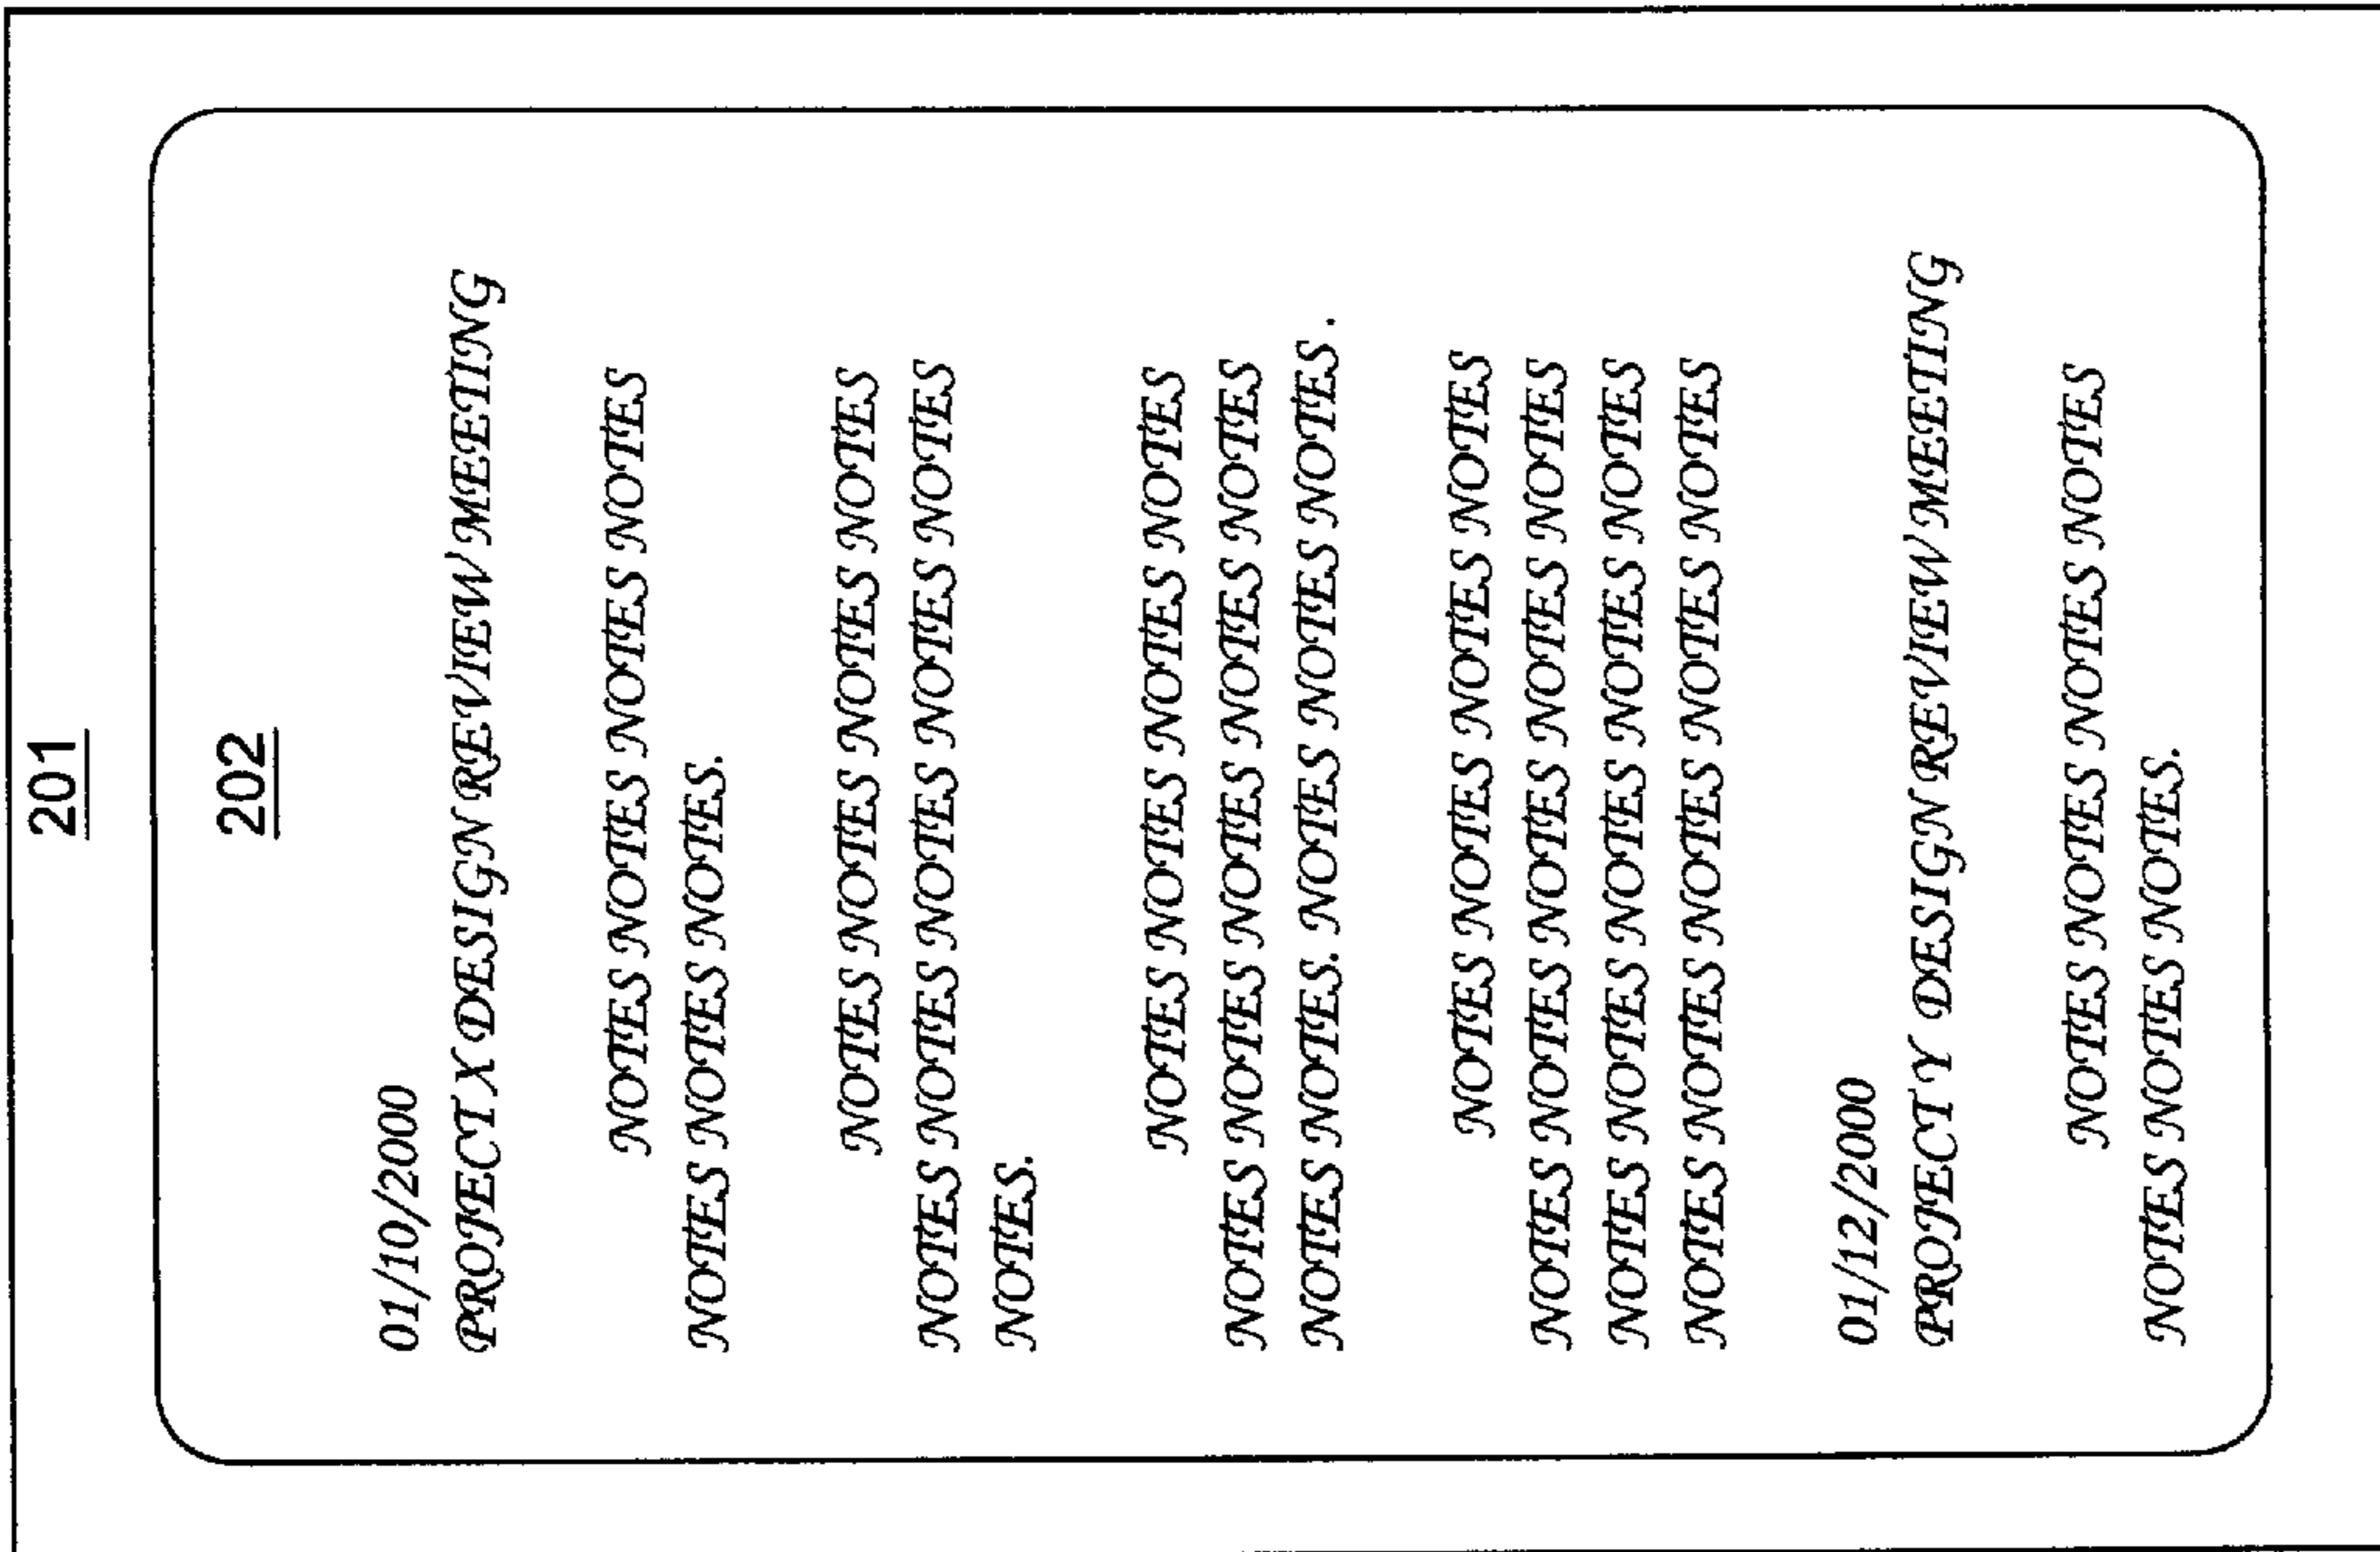 201
202
01/10/2000
PROJECT X DESIGN REVIEW MEETING
NOTES NOTES NOTES NOTES
NOTES NOTES NOTES.
NOTES NOTES NOTES NOTES
NOTES NOTES NOTES NOTES NOTES
NOTES.
NOTES NOTES NOTES NOTES
NOTES NOTES NOTES NOTES NOTES
NOTES NOTES. NOTES NOTES NOTES .
NOTES NOTES NOTES NOTES
NOTES NOTES NOTES NOTES NOTES
NOTES NOTES NOTES NOTES NOTES
NOTES NOTES NOTES NOTES NOTES
01/12/2000
PROJECT Y DESIGN REVIEW MEETING
NOTES NOTES NOTES NOTES
NOTES NOTES NOTES.